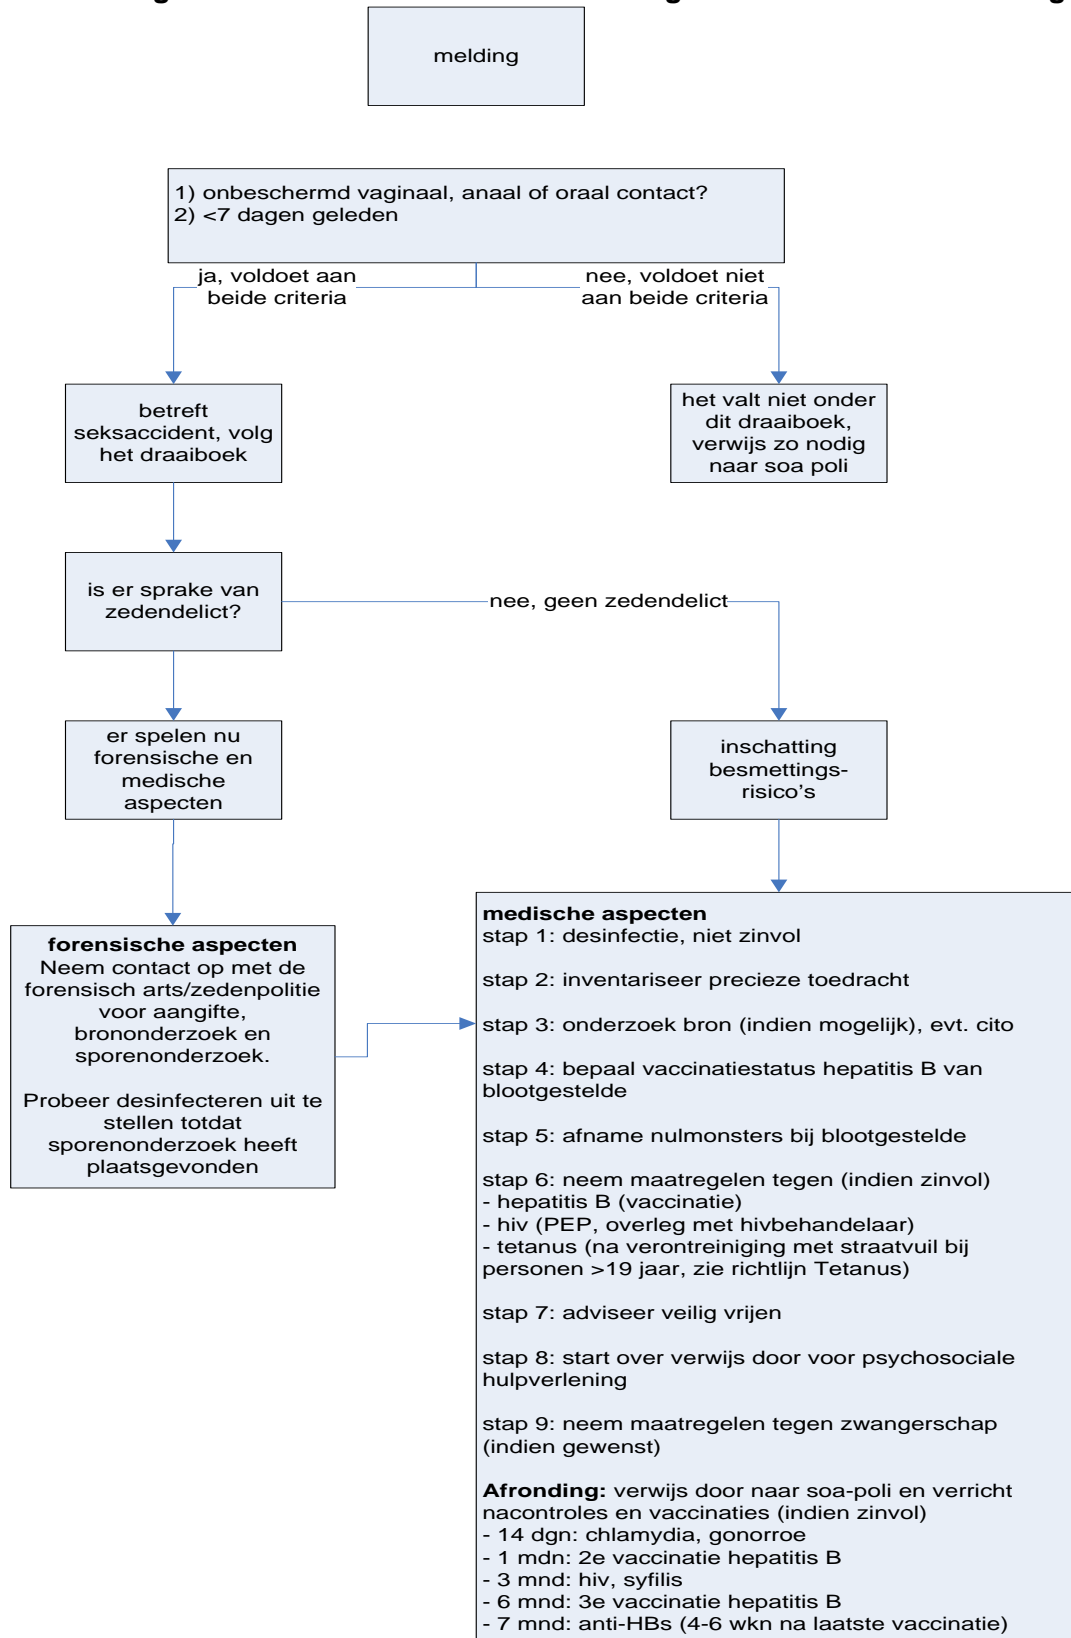 melding
1) onbeschermd vaginaal, anaal of oraal contact?
2) <7 dagen geleden
ja, voldoet aan
beide criteria
nee, voldoet niet
aan beide criteria
betreft
seksaccident, volg
het draaiboek
het valt niet onder
dit draaiboek,
verwijs zo nodig
naar soa poli
is er sprake van
zedendelict?
nee, geen zedendelict
er spelen nu
forensische en
medische
aspecten
inschatting
besmettings-
risico's
forensische aspecten
Neem contact op met de
forensisch arts/zedenpolitie
voor aangifte,
brononderzoek en
sporenonderzoek.
Probeer desinfecteren uit te
stellen totdat
sporenonderzoek heeft
plaatsgevonden
medische aspecten
stap 1: desinfectie, niet zinvol
stap 2: inventariseer precieze toedracht
stap 3: onderzoek bron (indien mogelijk), evt. cito
stap 4: bepaal vaccinatiestatus hepatitis B van
blootgestelde
stap 5: afname nulmonsters bij blootgestelde
stap 6: neem maatregelen tegen (indien zinvol)
- hepatitis B (vaccinatie)
- hiv (PEP, overleg met hivbehandelaar)
- tetanus (na verontreiniging met straatvuil bij
personen >19 jaar, zie richtlijn Tetanus)
stap 7: adviseer veilig vrijen
stap 8: start over verwijs door voor psychosociale
hulpverlening
stap 9: neem maatregelen tegen zwangerschap
(indien gewenst)
Afronding: verwijs door naar soa-poli en verricht
nacontroles en vaccinaties (indien zinvol)
- 14 dgn: chlamydia, gonorroe
- 1 mdn: 2e vaccinatie hepatitis B
- 3 mnd: hiv, syfilis
- 6 mnd: 3e vaccinatie hepatitis B
- 7 mnd: anti-HBs (4-6 wkn na laatste vaccinatie)